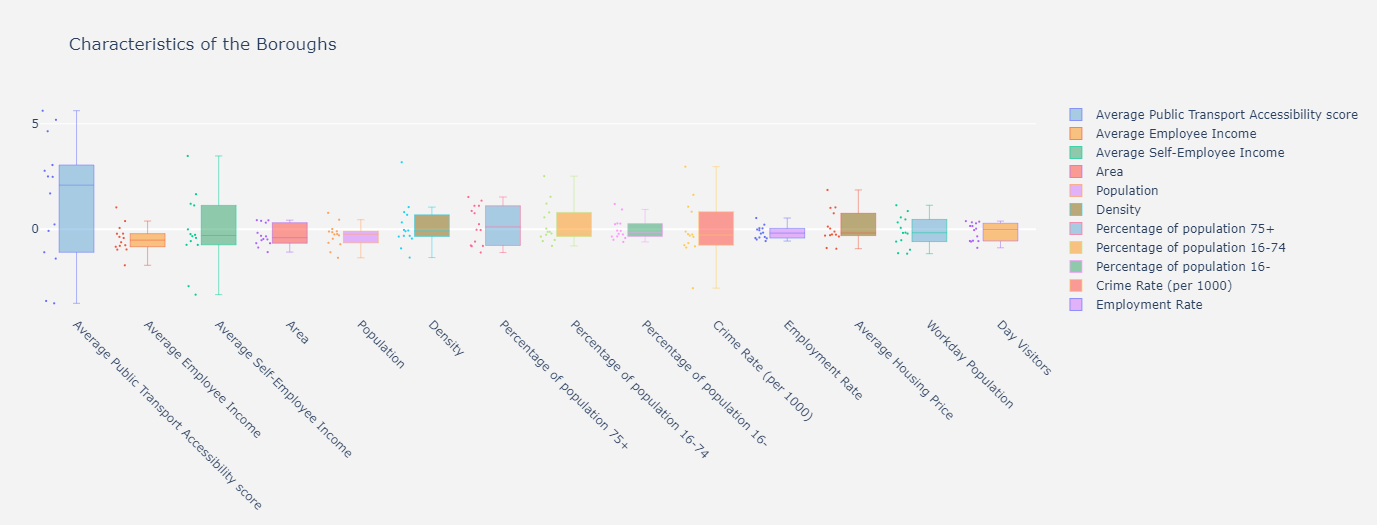 Characteristics of the Boroughs
5
0
Average Public Transport Accessibility score
Average Employee Income
Average Self-Employee Income
Area
Population
Density
Percentage of population 75+
Percentage of population 16-74
Percentage of population 16-
Crime Rate (per 1000)
Employment Rate
Average Housing Price
Workday Population
Day Visitors
Average Public Transport Accessibility score
Average Employee Income
Average Self-Employee Income
Area
Population
Density
Percentage of population 75+
Percentage of population 16-74
Percentage of population 16-
Crime Rate (per 1000)
Employment Rate